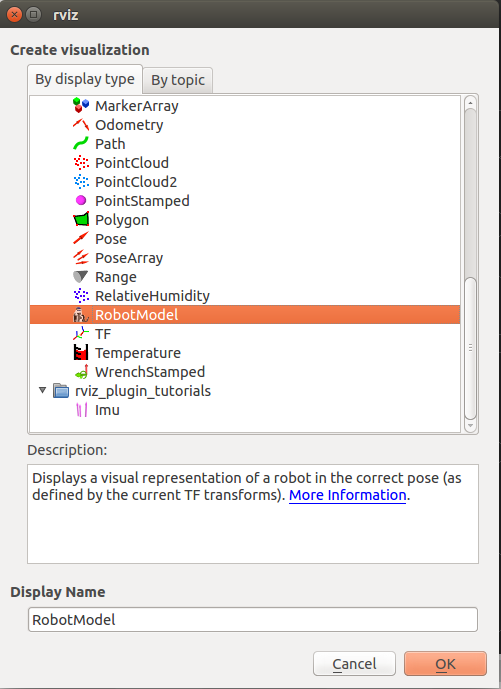 rviz
Create visualization
By display type By topic
MarkerArray
Odometry
Path
PointCloud
PointCloud2
PointStamped
Polygon
Pose
PoseArray
Range
RelativeHumidity
RobotModel
TF
Temperature
WrenchStamped
rviz_plugin_tutorials
Imu
Description:
Displays a visual representation of a robot in the correct pose (as
defined by the current TF transforms). More Information.
Display Name
RobotModel
Cancel OK